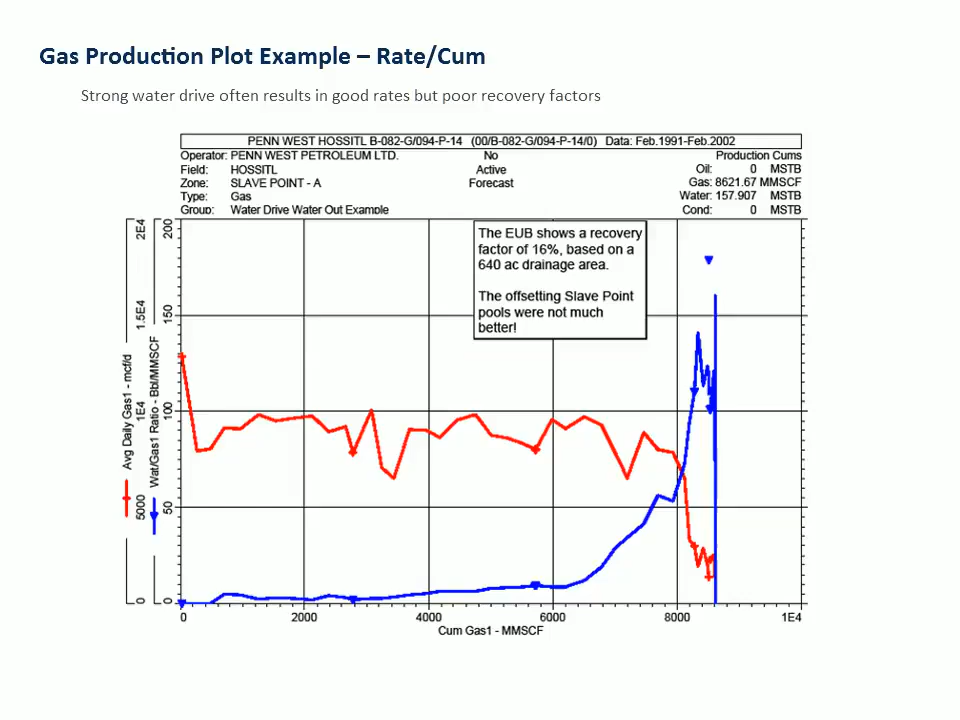 Gas Production Plot Example – Rate/Cum
Strong water drive often results in good rates but poor recovery factors
PENN WEST HOSSITL B-082-G/094-P-14 (00/B-082-G/094-P-14/0) Data: Feb.1991-Feb.2002
Operator: PENN WEST PETROLEUM LTD. No Production Cums
Field: HOSSITL Active Oil: 0 MSTB
Zone: SLAVE POINT - A Forecast Gas: 8621.67 MMSCF
Type: Gas Water: 157.907 MSTB
Group: Water Drive Water Out Example Cond: 0 MSTB
The EUB shows a recovery
factor of 16%, based on a
640 ac drainage area.
The offsetting Slave Point
pools were not much
better!
Avg Daily Gas1 - mcf/d
0 5000 1E4 1.5E4 2E4
Wat/Gas1 Ratio - Bbl/MMSCF
0 50 100 150 200
0 2000 4000 6000 8000 1E4
Cum Gas1 - MMSCF